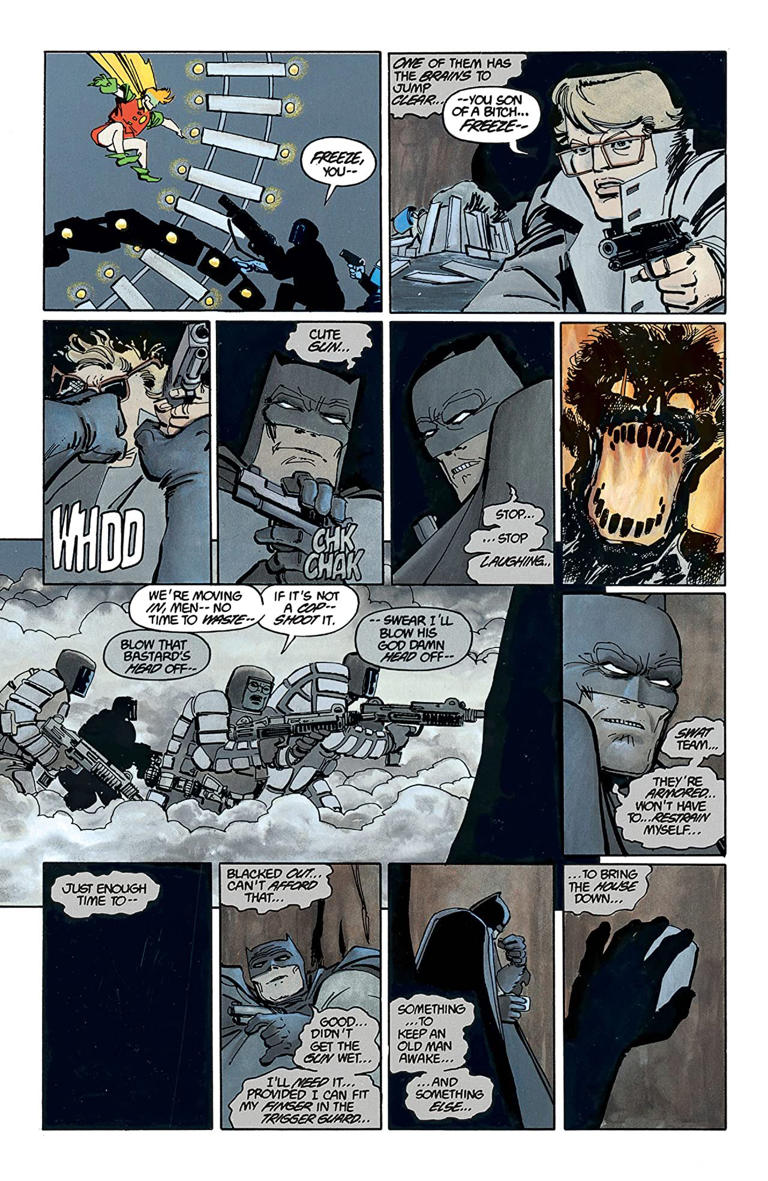 FREEZE,
YOU--
ONE OF THEM HAS
THE BRAINS TO
JUMP
CLEAR...
--YOU SON
OF A BITCH...
FREEZE--
WHDD
CUTE
GUN...
CHK
CHAK
STOP...
...STOP
LAUGHING...
WE'RE MOVING
IN, MEN-- NO
TIME TO WASTE--
BLOW THAT
BASTARD'S
HEAD OFF--
IF IT'S NOT
A COP--
SHOOT IT.
-- SWEAR I'LL
BLOW HIS
GOD DAMN
HEAD OFF--
SWAT
TEAM...
THEY'RE
ARMORED...
WON'T HAVE
TO...RESTRAIN
MYSELF...
JUST ENOUGH
TIME TO--
BLACKED OUT...
CAN'T AFFORD
THAT...
GOOD...
DIDN'T
GET THE
GUN WET...
I'LL NEED IT...
PROVIDED I CAN FIT
MY FINGER IN THE
TRIGGER GUARD...
SOMETHING
...TO
KEEP AN
OLD MAN
AWAKE...
...AND
SOMETHING
ELSE...
...TO BRING
THE HOUSE
DOWN...